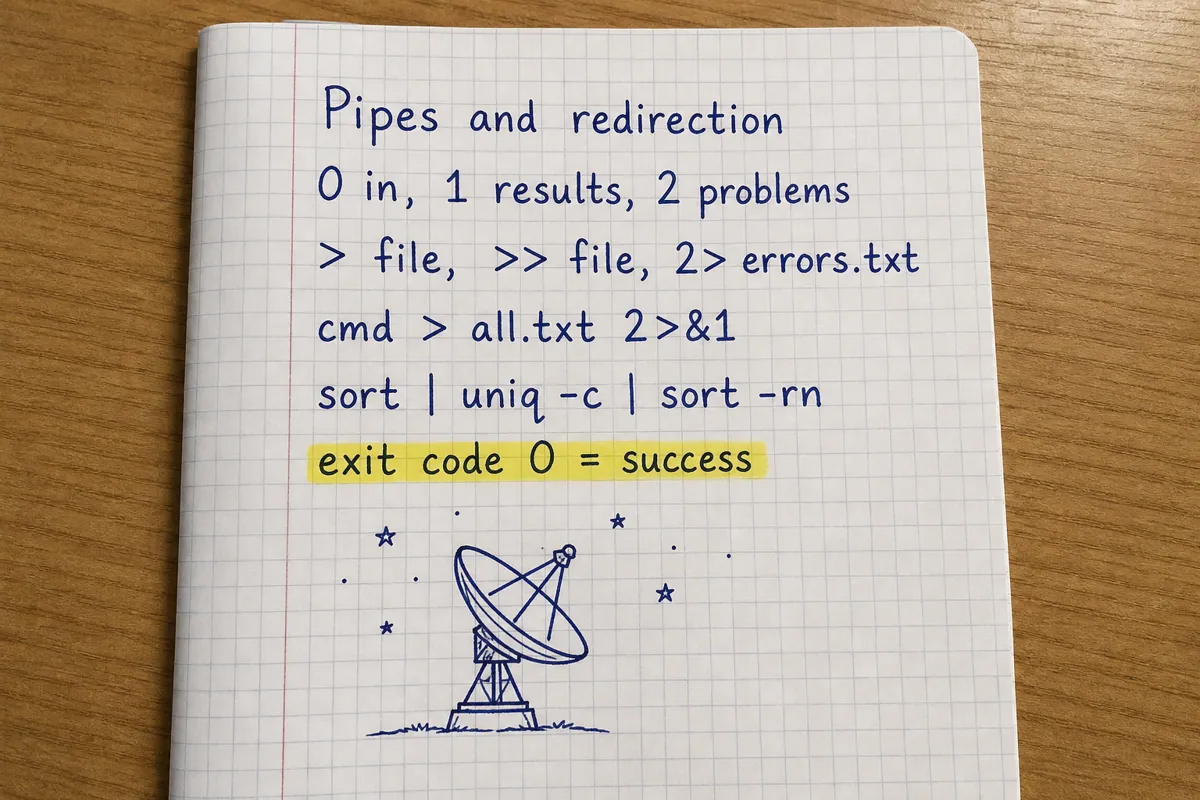 Pipes and redirection
0 in, 1 results, 2 problems
> file, >> file, 2> errors.txt
cmd > all.txt 2>&1
sort | uniq -c | sort -rn
exit code 0 = success